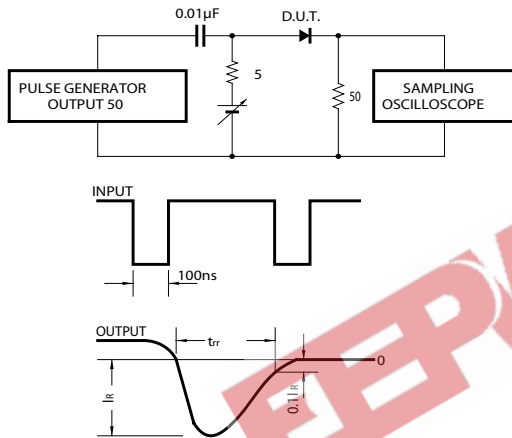 0.01μF
D.U.T.
5
50
PULSE GENERATOR
OUTPUT 50
SAMPLING
OSCILLOSCOPE
INPUT
100ns
OUTPUT
trr
0
IR
0.1IR